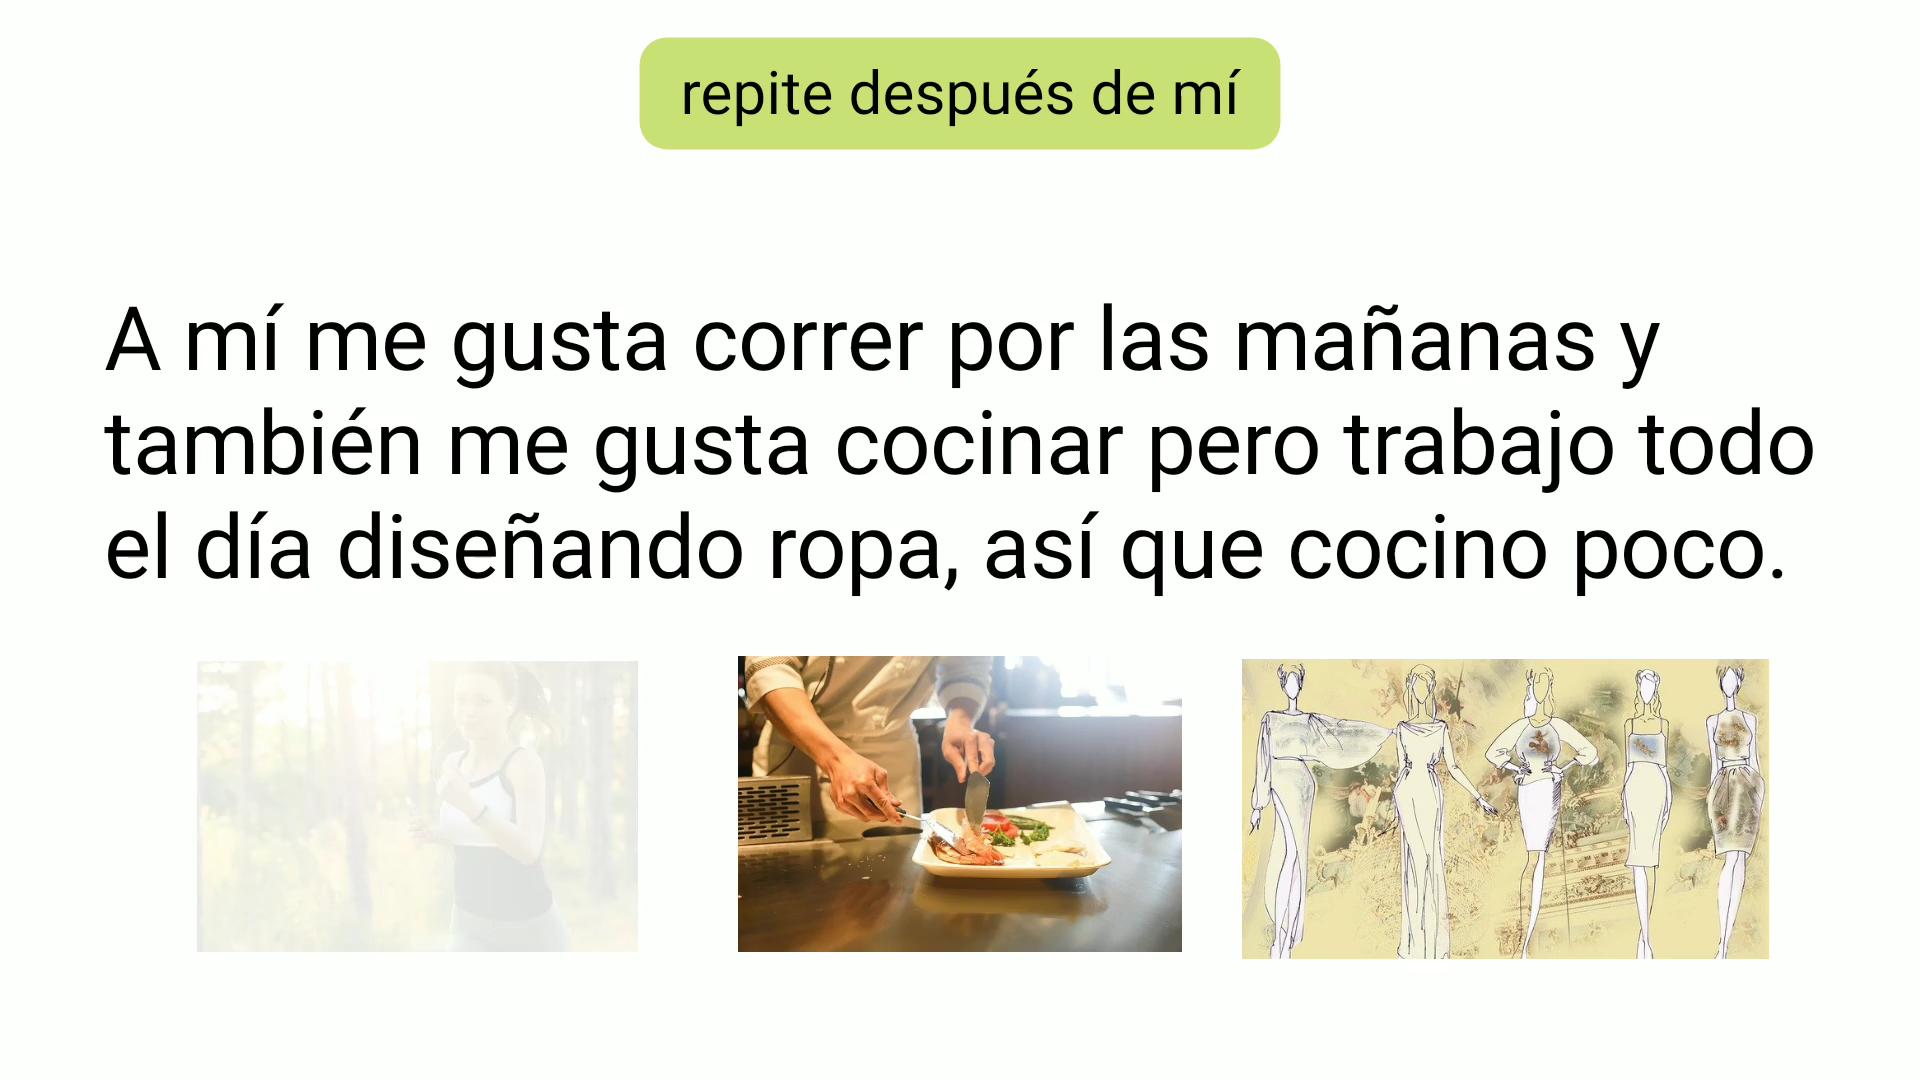 repite después de mí
A mí me gusta correr por las mañanas y
también me gusta cocinar pero trabajo todo
el día diseñando ropa, así que cocino poco.